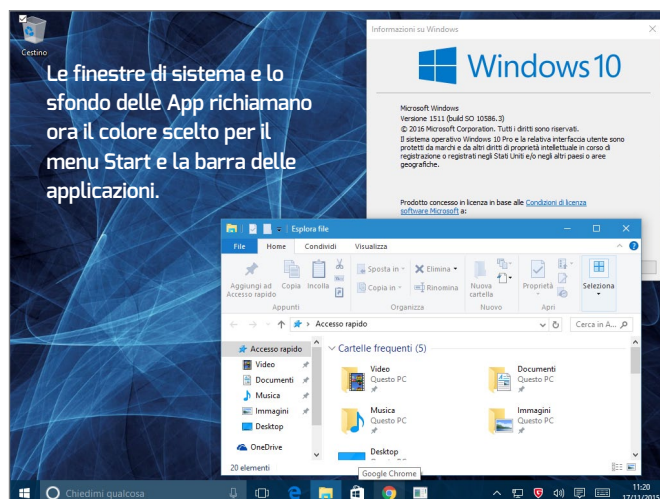 Cestino
Le finestre di sistema e lo
sfondo delle App richiamano
ora il colore scelto per il
menu Start e la barra delle
applicazioni.
Informazioni su Windows
Windows 10
Microsoft Windows
Versione 1511 (build SO 10586.3)
© 2016 Microsoft Corporation. Tutti i diritti sono riservati.
Il sistema operativo Windows 10 Pro e la relativa interfaccia utente sono
protetti da marchi e da altri diritti di proprietà intellettuale in corso di
registrazione o registrati negli Stati Uniti e/o negli altri paesi o aree
geografiche.
Prodotto concesso in licenza in base alle Condizioni di licenza
software Microsoft a:
Esplora file
File Home Condividi Visualizza
Aggiungi ad
Accesso rapido
Copia
Incolla
Appunti
Sposta in
Copia in
Elimina
Rinomina
Organizza
Nuova
cartella
Nuovo
Proprietà
Apri
Seleziona
Accesso rapido
Cerca in A...
Accesso rapido
Video
Documenti
Musica
Immagini
Desktop
OneDrive
Cartelle frequenti (5)
Video
Questo PC
Documenti
Questo PC
Musica
Questo PC
Immagini
Questo PC
Desktop
20 elementi
Google Chrome
Chiedimi qualcosa
11:20
17/11/2015